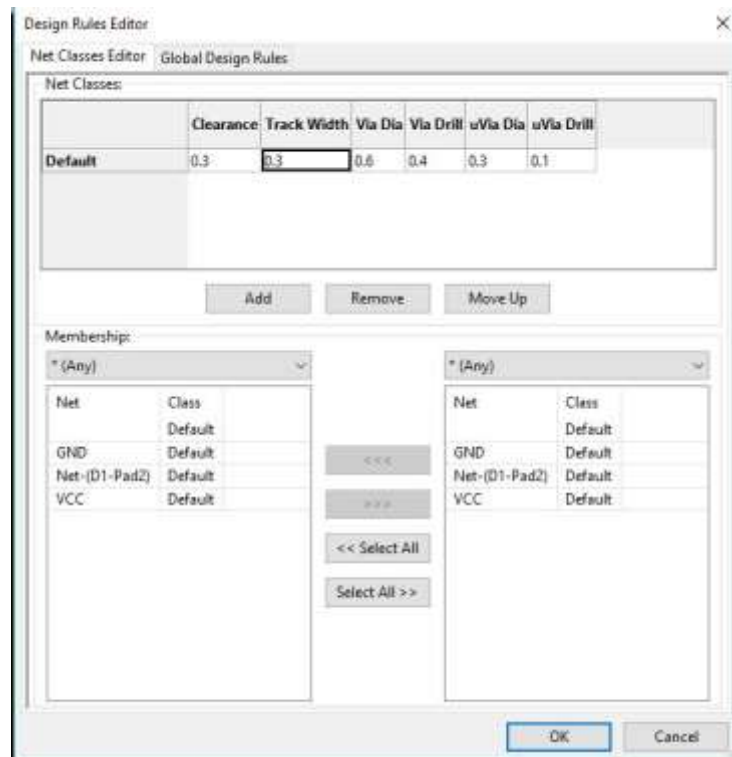 Design Rules Editor
Net Classes Editor Global Design Rules
Net Classes:
Clearance Track Width Via Dia Via Drill uVia Dia uVia Drill
Default 0.3 0.3 0.6 0.4 0.3 0.1
Add Remove Move Up
Membership:
* (Any) * (Any)
Net Class Net Class
Default Default
GND Default <<< GND Default
Net-(D1-Pad2) Default Net-(D1-Pad2) Default
VCC Default >>> VCC Default
<< Select All
Select All >>
OK Cancel